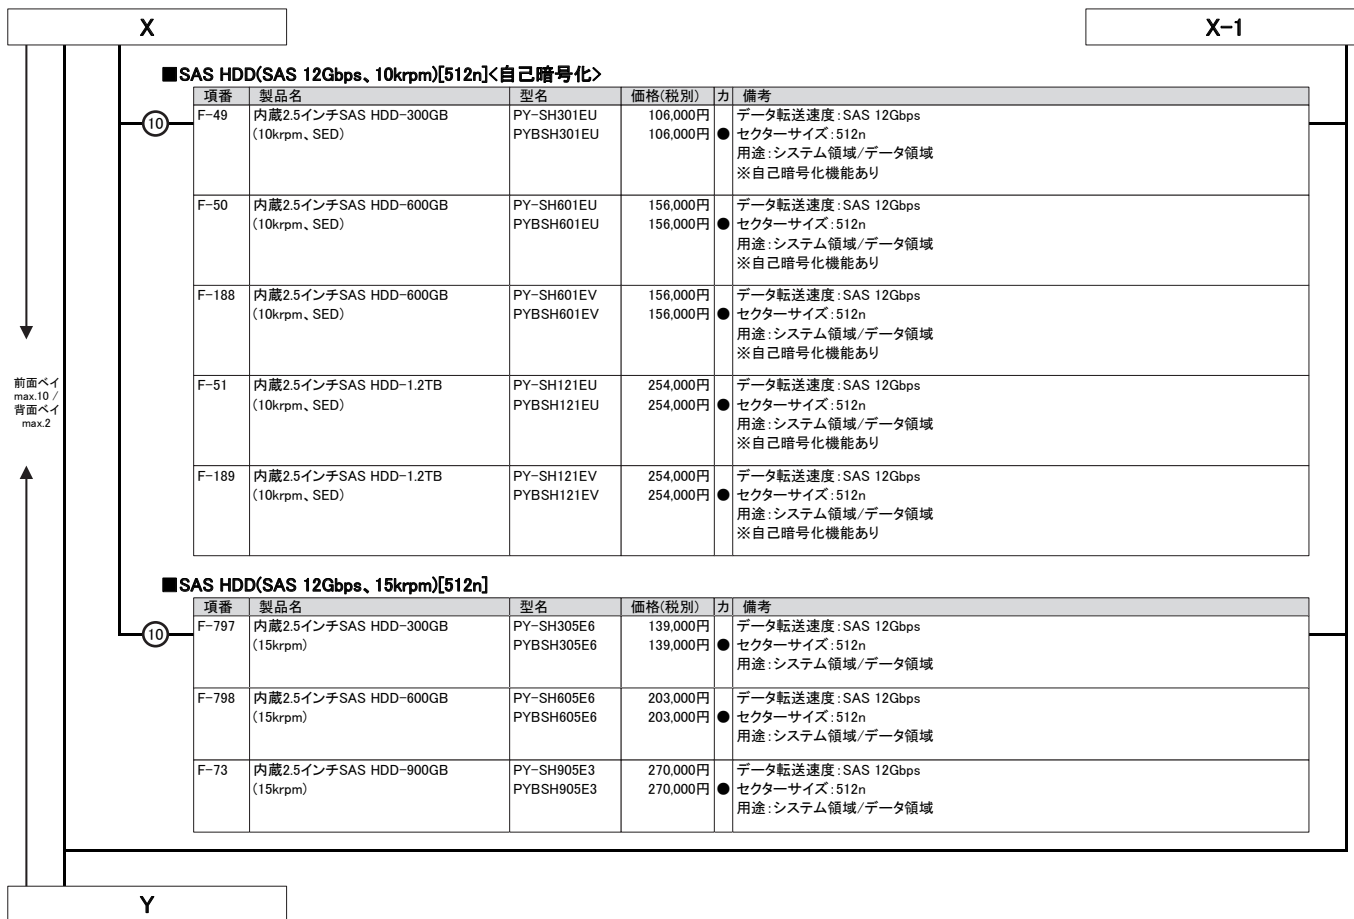 X
X-1
■SAS HDD(SAS 12Gbps、10krpm)[512n]<自己暗号化>
項番 製品名 型名 価格(税別) カ 備考
⑩ F-49 内蔵2.5インチSAS HDD-300GB PY-SH301EU 106,000円 データ転送速度:SAS 12Gbps
(10krpm、SED) PYBSH301EU 106,000円 ● セクターサイズ:512n
用途:システム領域/データ領域
※自己暗号化機能あり
F-50 内蔵2.5インチSAS HDD-600GB PY-SH601EU 156,000円 データ転送速度:SAS 12Gbps
(10krpm、SED) PYBSH601EU 156,000円 ● セクターサイズ:512n
用途:システム領域/データ領域
※自己暗号化機能あり
F-188 内蔵2.5インチSAS HDD-600GB PY-SH601EV 156,000円 データ転送速度:SAS 12Gbps
(10krpm、SED) PYBSH601EV 156,000円 ● セクターサイズ:512n
用途:システム領域/データ領域
※自己暗号化機能あり
前面ベイ
max.10 /
背面ベイ
max.2
F-51 内蔵2.5インチSAS HDD-1.2TB PY-SH121EU 254,000円 データ転送速度:SAS 12Gbps
(10krpm、SED) PYBSH121EU 254,000円 ● セクターサイズ:512n
用途:システム領域/データ領域
※自己暗号化機能あり
F-189 内蔵2.5インチSAS HDD-1.2TB PY-SH121EV 254,000円 データ転送速度:SAS 12Gbps
(10krpm、SED) PYBSH121EV 254,000円 ● セクターサイズ:512n
用途:システム領域/データ領域
※自己暗号化機能あり
■SAS HDD(SAS 12Gbps、15krpm)[512n]
項番 製品名 型名 価格(税別) カ 備考
⑩ F-797 内蔵2.5インチSAS HDD-300GB PY-SH305E6 139,000円 データ転送速度:SAS 12Gbps
(15krpm) PYBSH305E6 139,000円 ● セクターサイズ:512n
用途:システム領域/データ領域
F-798 内蔵2.5インチSAS HDD-600GB PY-SH605E6 203,000円 データ転送速度:SAS 12Gbps
(15krpm) PYBSH605E6 203,000円 ● セクターサイズ:512n
用途:システム領域/データ領域
F-73 内蔵2.5インチSAS HDD-900GB PY-SH905E3 270,000円 データ転送速度:SAS 12Gbps
(15krpm) PYBSH905E3 270,000円 ● セクターサイズ:512n
用途:システム領域/データ領域
Y